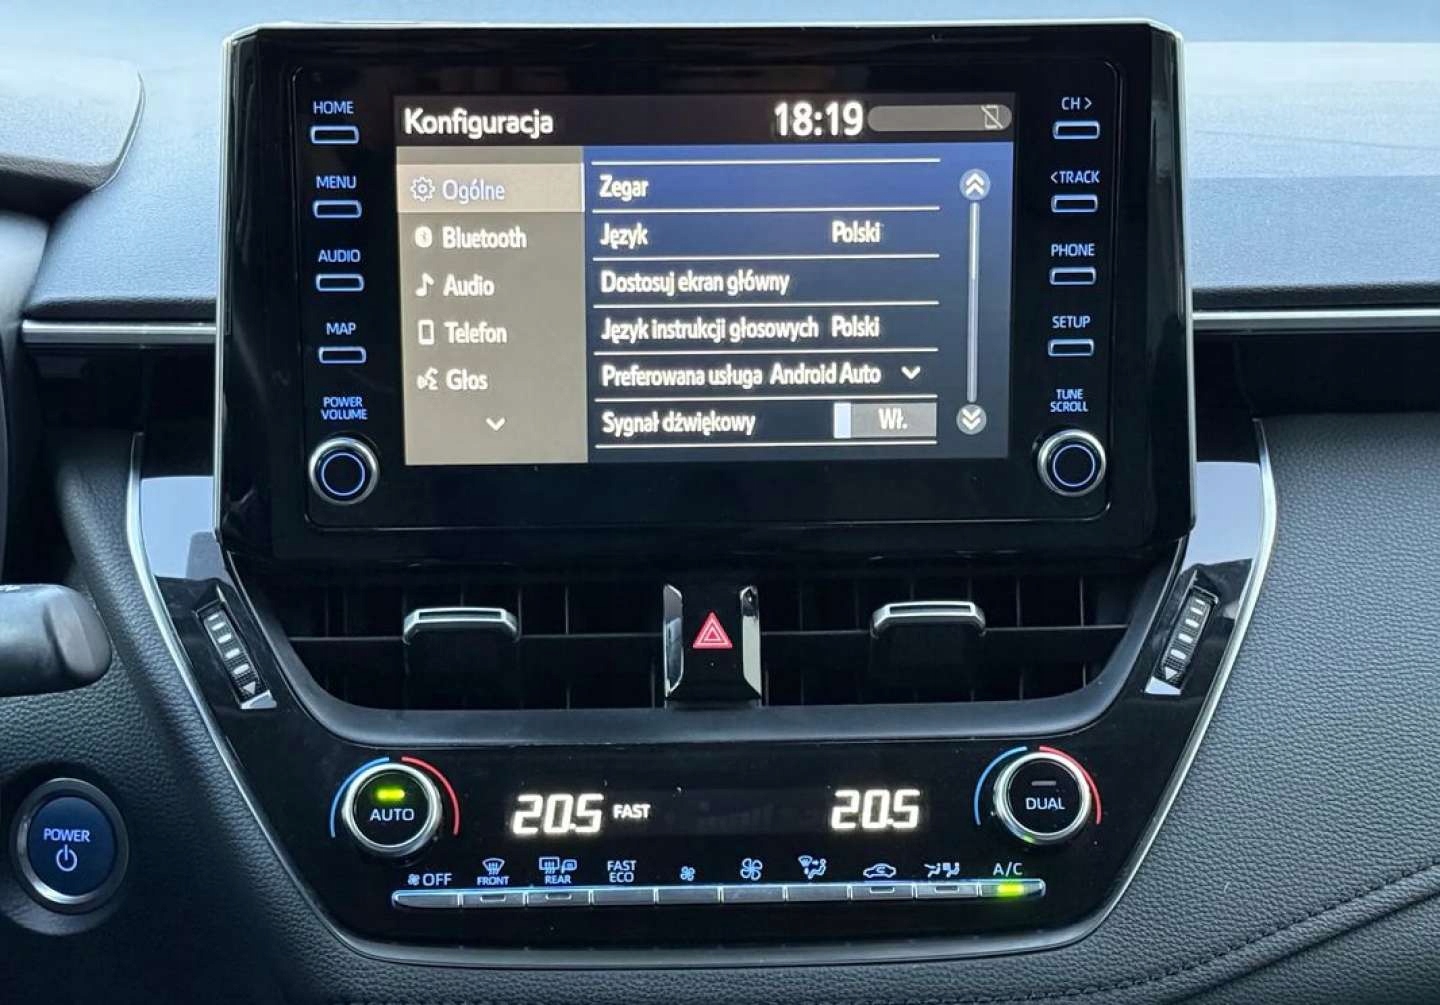 HOME
MENU
AUDIO
MAP
POWER
VOLUME
Konfiguracja 18:19
Ogólne
Bluetooth
Audio
Telefon
Głos
Zegar
Język Polski
Dostosuj ekran główny
Język instrukcji głosowych Polski
Preferowana usługa Android Auto
Sygnał dźwiękowy Wł.
CH >
<TRACK
PHONE
SETUP
TUNE
SCROLL
POWER
AUTO
20.5 FAST
20.5
DUAL
OFF
FRONT
REAR
FAST
ECO
A/C